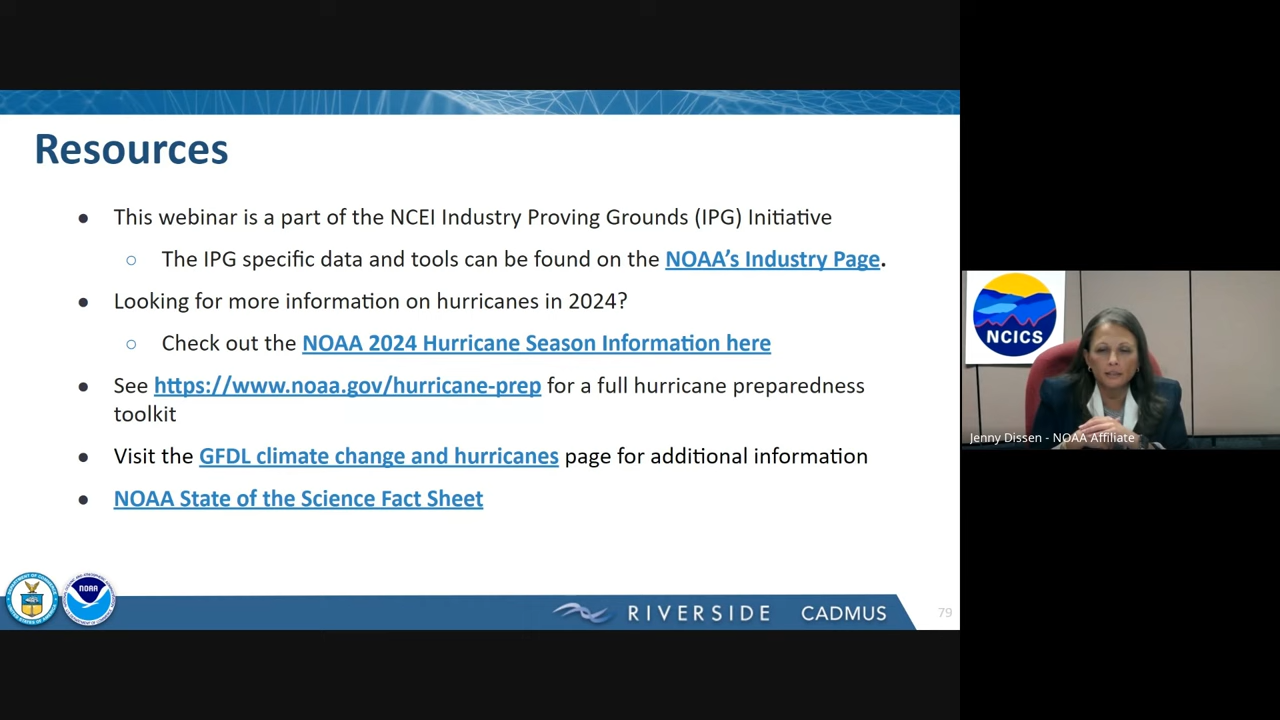 Resources
● This webinar is a part of the NCEI Industry Proving Grounds (IPG) Initiative
○ The IPG specific data and tools can be found on the NOAA's Industry Page.
● Looking for more information on hurricanes in 2024?
○ Check out the NOAA 2024 Hurricane Season Information here
● See https://www.noaa.gov/hurricane-prep for a full hurricane preparedness
toolkit
● Visit the GFDL climate change and hurricanes page for additional information
● NOAA State of the Science Fact Sheet
NOAA
RIVERSIDE CADMUS
79
NCICS
Jenny Dissen - NOAA Affiliate